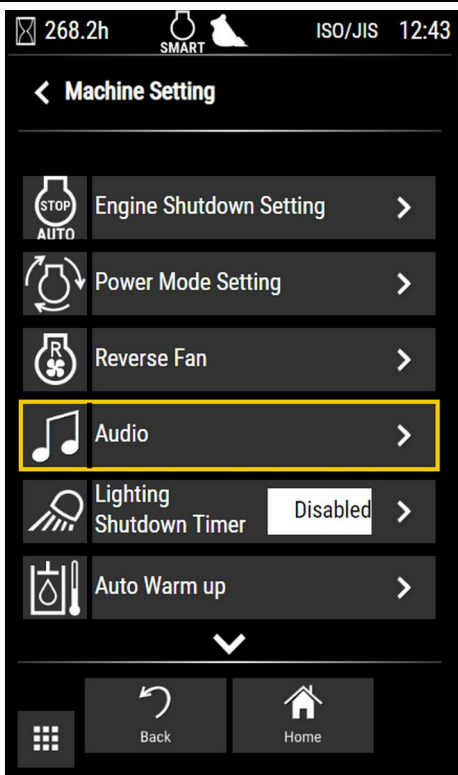 268.2h
SMART
ISO/JIS 12:43
Machine Setting
STOP
AUTO
Engine Shutdown Setting
Power Mode Setting
R
Reverse Fan
Audio
Lighting
Shutdown Timer
Disabled
Auto Warm up
Back
Home